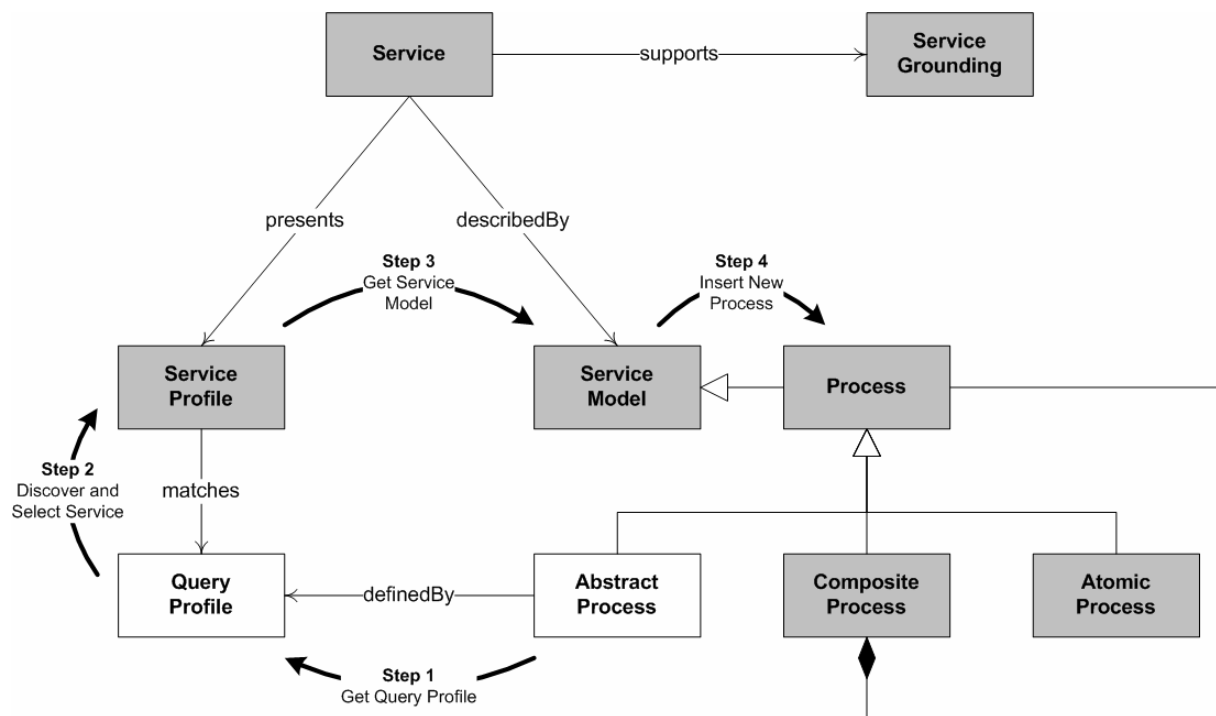 Service
supports
Service
Grounding
presents
describedBy
Step 3
Get Service
Model
Step 4
Insert New
Process
Service
Profile
Service
Model
Process
Step 2
Discover and
Select Service
matches
Query
Profile
definedBy
Abstract
Process
Composite
Process
Atomic
Process
Step 1
Get Query Profile